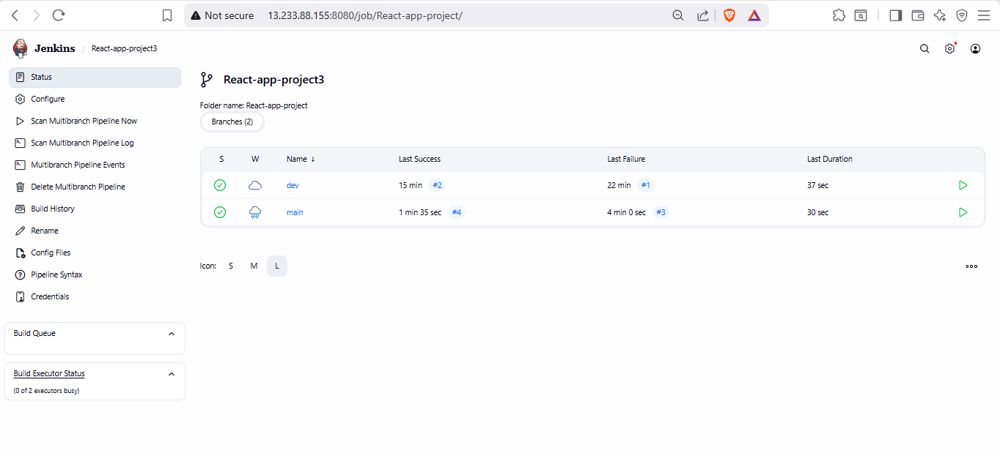 Not secure 13.233.88.155:8080/job/React-app-project/
Jenkins / React-app-project3
Status
Configure
Scan Multibranch Pipeline Now
Scan Multibranch Pipeline Log
Multibranch Pipeline Events
Delete Multibranch Pipeline
Build History
Rename
Config Files
Pipeline Syntax
Credentials
Build Queue
Build Executor Status
(0 of 2 executors busy)
React-app-project3
Folder name: React-app-project
Branches (2)
S W Name ↓ Last Success Last Failure Last Duration
dev 15 min #2 22 min #1 37 sec
main 1 min 35 sec #4 4 min 0 sec #3 30 sec
Icon: S M L